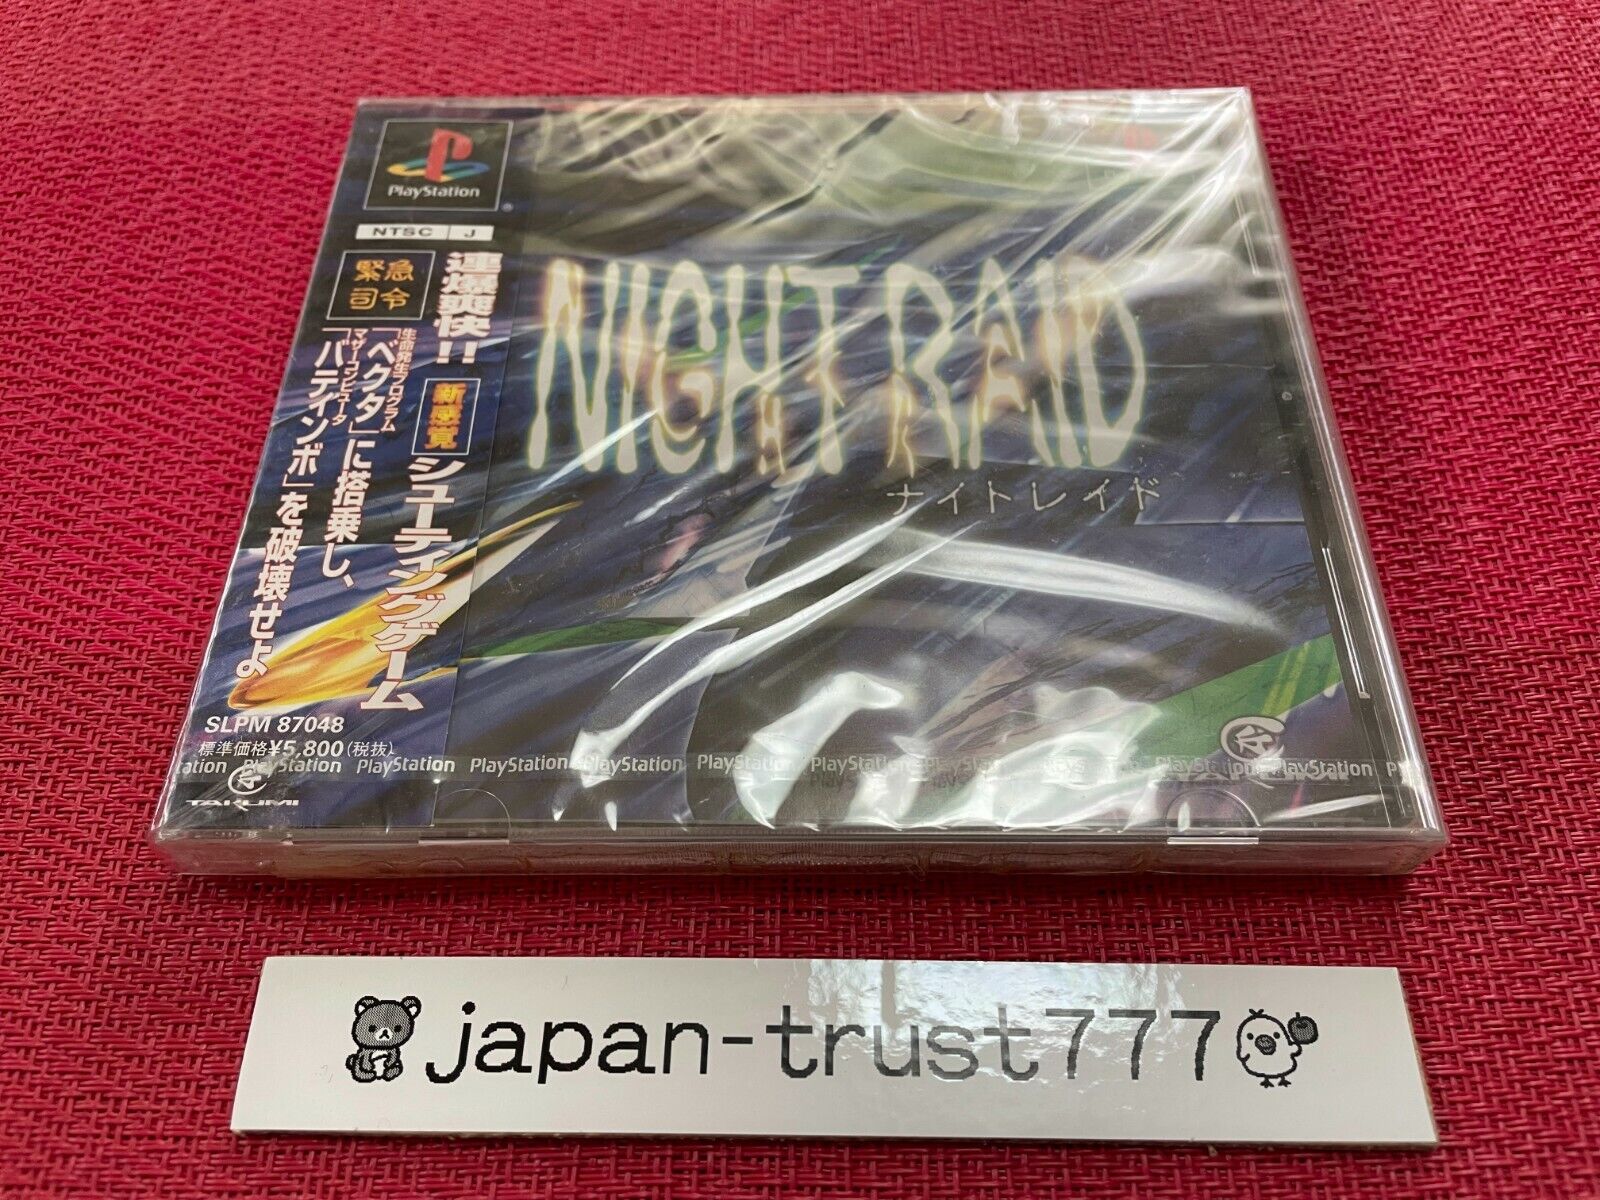 PlayStation
NTSC J
緊急
司令
連爆爽快!!
新感覚 シューティングゲーム
生命発生プログラム
「ベクタ」に搭乗し、
マザーコンピュータ
「バティンボ」を破壊せよ
SLPM 87048
標準価格¥5,800(税抜)
TAKUMI
NIGHT RAID
ナイトレイド
PlayStation PlayStation PlayStation PlayStation PlayStation PlayStation PlayStation PlayStation
japan-trust777